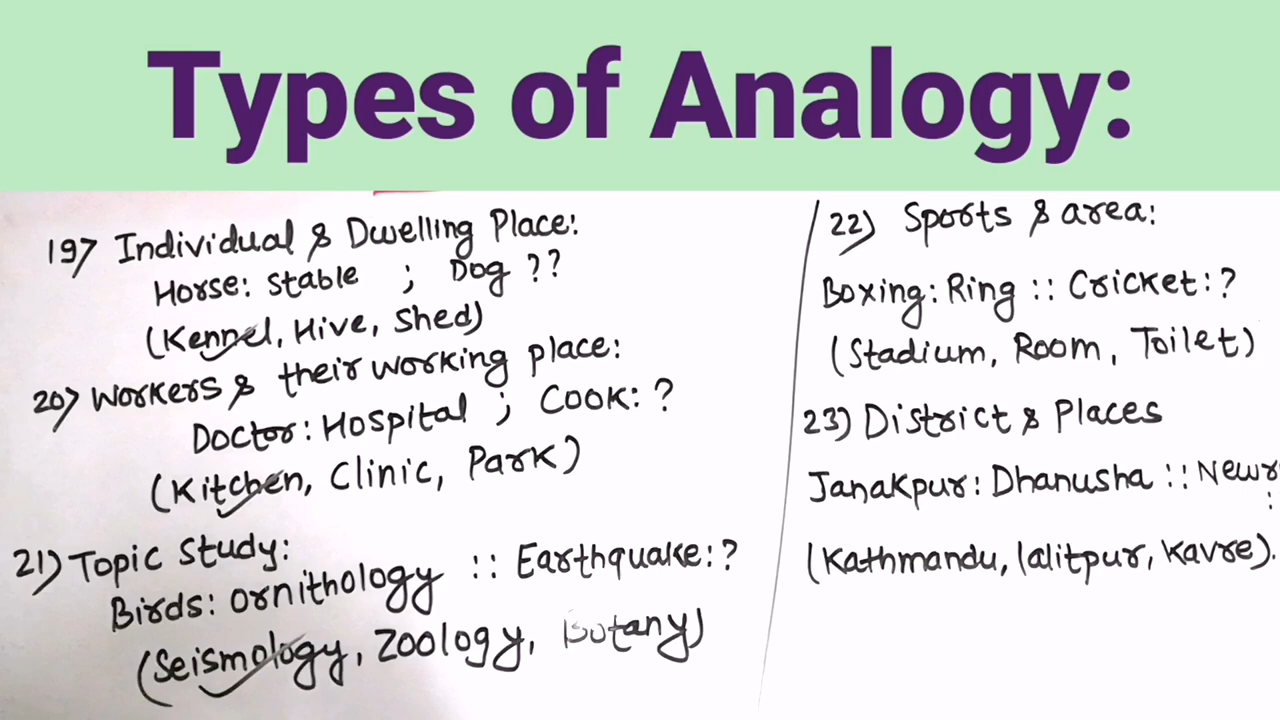 Types of Analogy:
19) Individual & Dwelling Place:
Horse: stable ; Dog ??
(Kennel, Hive, Shed)
20) Workers & their working place:
Doctor: Hospital ; Cook: ?
(Kitchen, Clinic, Park)
21) Topic Study:
Birds: ornithology :: Earthquake: ?
(Seismology, Zoology, Botany)
22) Sports & area:
Boxing: Ring :: Cricket: ?
(Stadium, Room, Toilet)
23) District & Places
Janakpur: Dhanusha ::
:
(Kathmandu, lalitpur, Kavre).